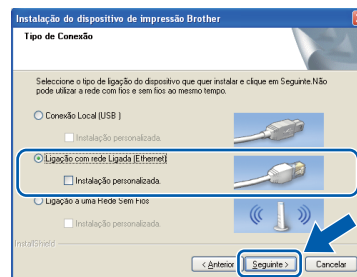 Instalação do dispositivo de impressão Brother
Tipo de Conexão
Seleccione o tipo de ligação do dispositivo que quer instalar e clique em Seguinte.Não
pode utilizar a rede com fios e sem fios ao mesmo tempo.
Conexão Local (USB )
Instalação personalizada.
Ligação com rede Ligada (Ethernet)
Instalação personalizada.
Ligação a uma Rede Sem Fios
Instalação personalizada
InstallShield
< Anterior
Seguinte >
Cancelar